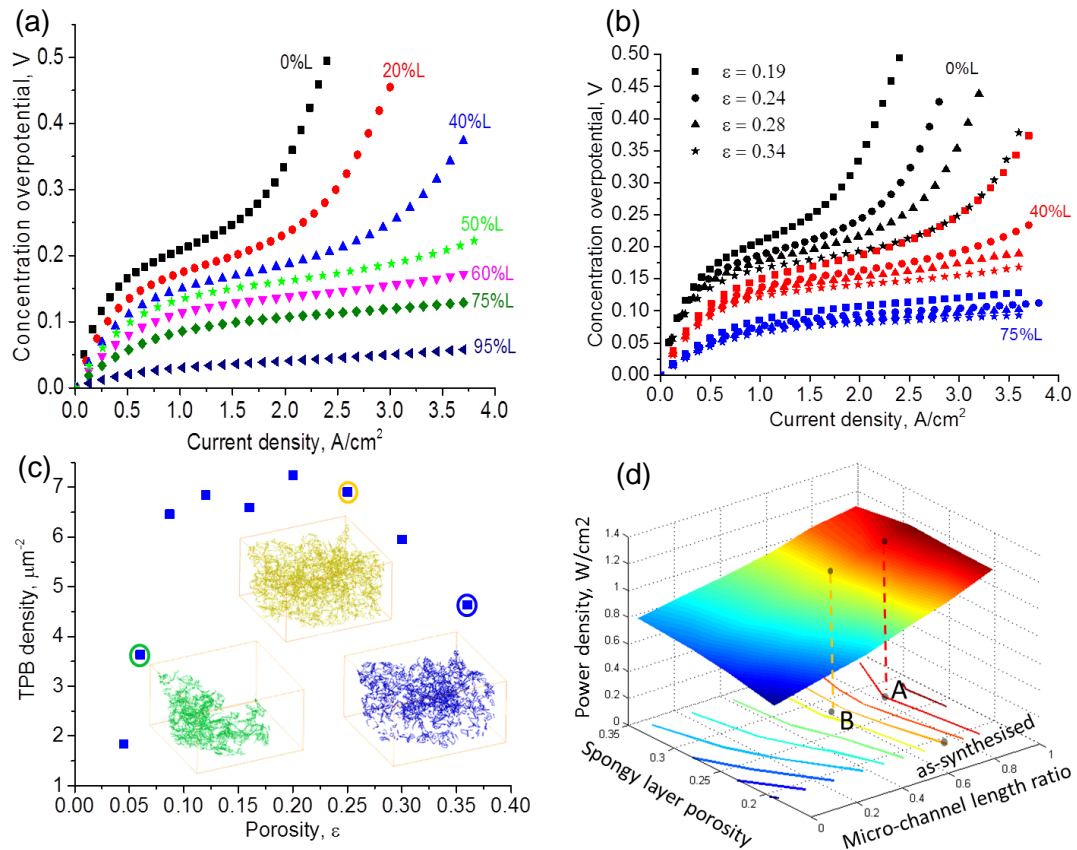 (a)
Concentration overpotential, V
0.5
0.4
0.3
0.2
0.1
0.0
0%L
20%L
40%L
50%L
60%L
75%L
95%L
0.0 0.5 1.0 1.5 2.0 2.5 3.0 3.5 4.0
Current density, A/cm²
(b)
Concentration overpotential, V
0.50
0.45
0.40
0.35
0.30
0.25
0.20
0.15
0.10
0.05
0.00
ε = 0.19
ε = 0.24
ε = 0.28
ε = 0.34
0%L
40%L
75%L
0.0 0.5 1.0 1.5 2.0 2.5 3.0 3.5 4.0
Current density, A/cm²
(c)
TPB density, μm⁻²
7
6
5
4
3
2
1
0.00 0.05 0.10 0.15 0.20 0.25 0.30 0.35 0.40
Porosity, ε
(d)
Power density, W/cm2
1.4
1.2
1
0.8
0.6
0.4
0.2
0
A
B
as-synthesised
0.35
0.3
0.25
0.2
Spongy layer porosity
0
0.2
0.4
0.6
0.8
1
Micro-channel length ratio